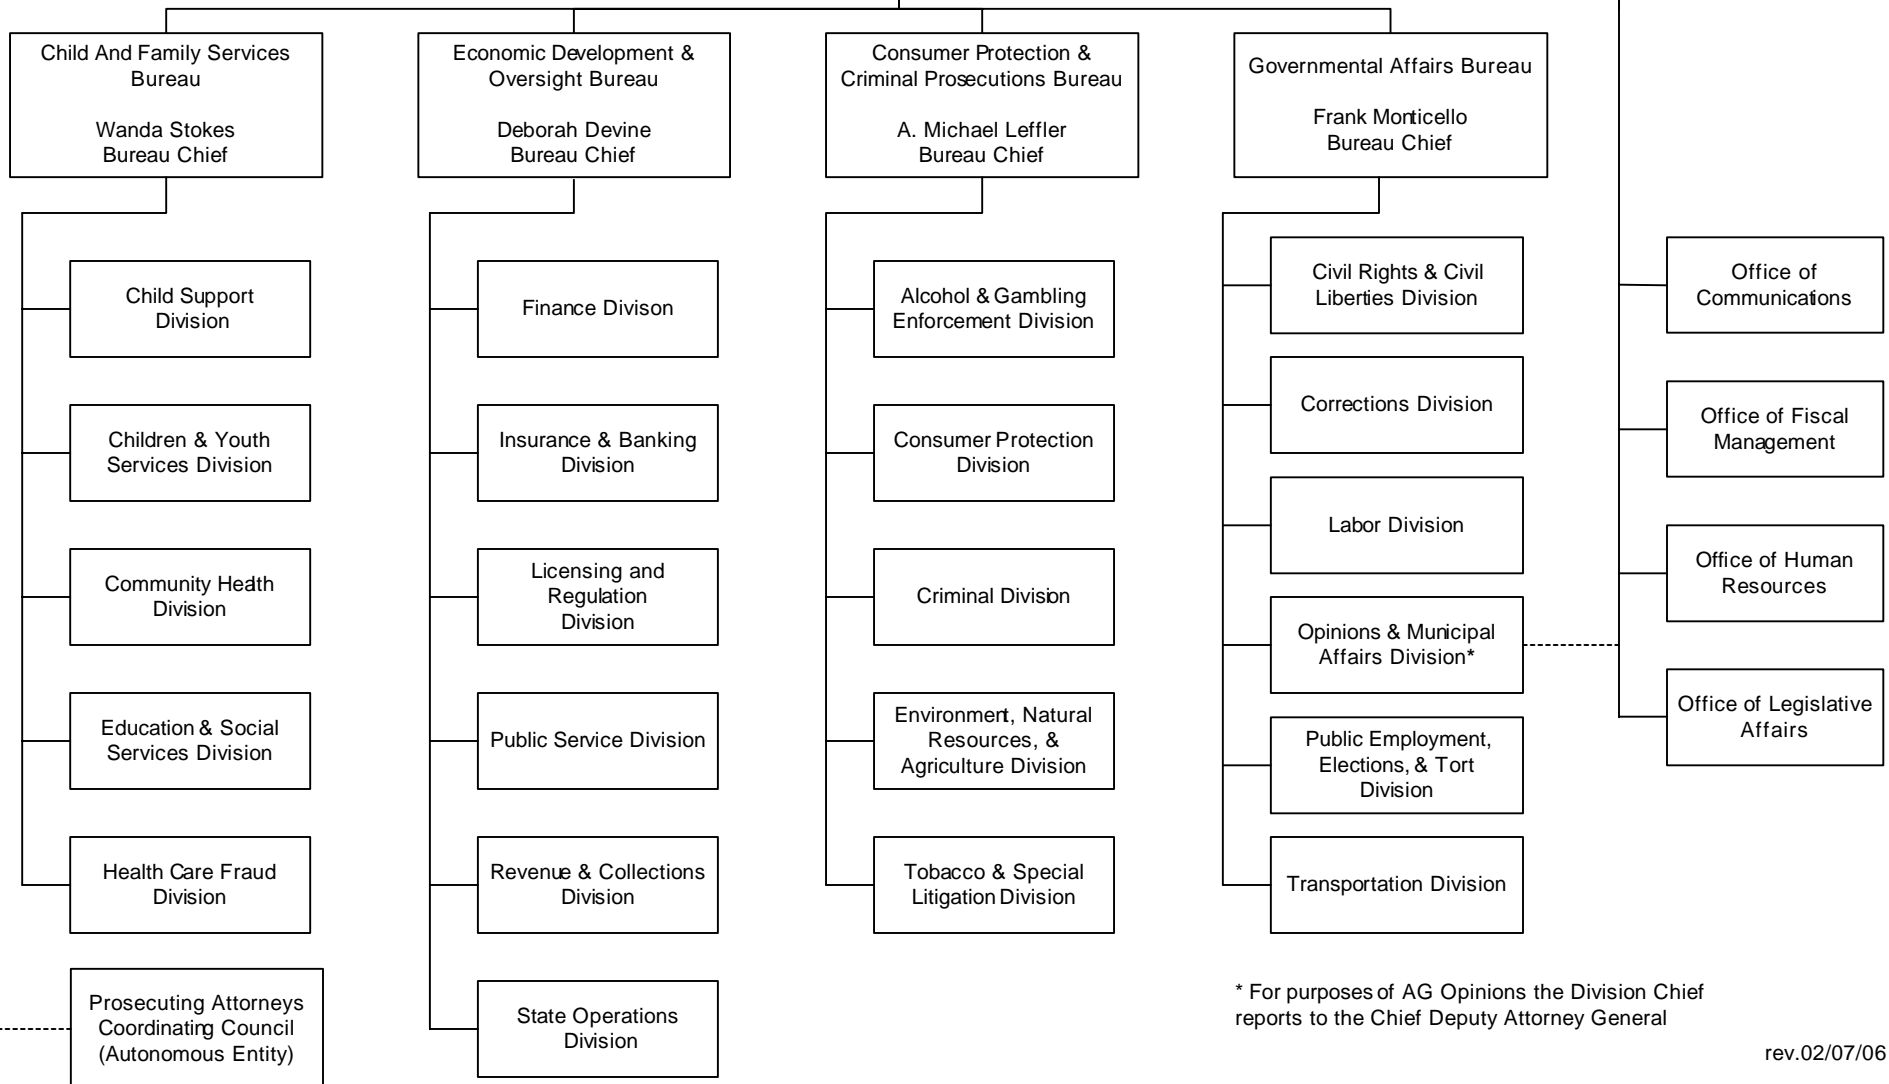 Child And Family Services
Bureau
Wanda Stokes
Bureau Chief
Child Support
Division
Children & Youth
Services Division
Community Health
Division
Education & Social
Services Division
Health Care Fraud
Division
Prosecuting Attorneys
Coordinating Council
(Autonomous Entity)
Economic Development &
Oversight Bureau
Deborah Devine
Bureau Chief
Finance Divison
Insurance & Banking
Division
Licensing and
Regulation
Division
Public Service Division
Revenue & Collections
Division
State Operations
Division
Consumer Protection &
Criminal Prosecutions Bureau
A. Michael Leffler
Bureau Chief
Alcohol & Gambling
Enforcement Division
Consumer Protection
Division
Criminal Division
Environment, Natural
Resources, &
Agriculture Division
Tobacco & Special
Litigation Division
Governmental Affairs Bureau
Frank Monticello
Bureau Chief
Civil Rights & Civil
Liberties Division
Corrections Division
Labor Division
Opinions & Municipal
Affairs Division*
Public Employment,
Elections, & Tort
Division
Transportation Division
Office of
Communications
Office of Fiscal
Management
Office of Human
Resources
Office of Legislative
Affairs
* For purposes of AG Opinions the Division Chief
reports to the Chief Deputy Attorney General
rev.02/07/06